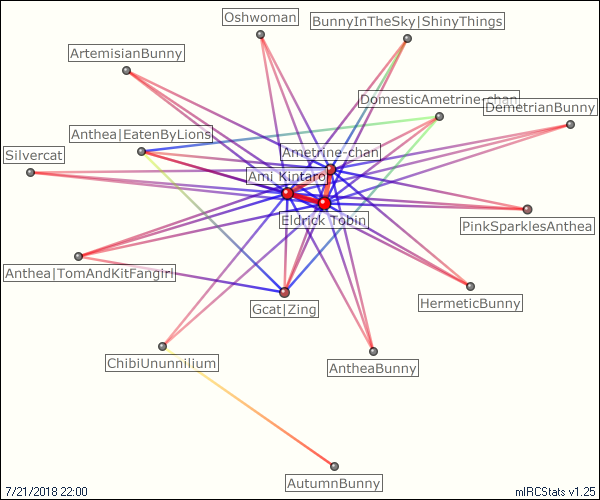 Oshwoman
BunnyInTheSky|ShinyThings
ArtemisianBunny
DomesticAmetrine-chan
DemetrianBunny
Anthea|EatenByLions
Silvercat
Ametrine-chan
Ami Kintaro
Eldrick Tobin
PinkSparklesAnthea
Anthea|TomAndKitFangirl
Gcat|Zing
HermeticBunny
ChibiUnunnilium
AntheaBunny
AutumnBunny
7/21/2018 22:00
mIRCStats v1.25